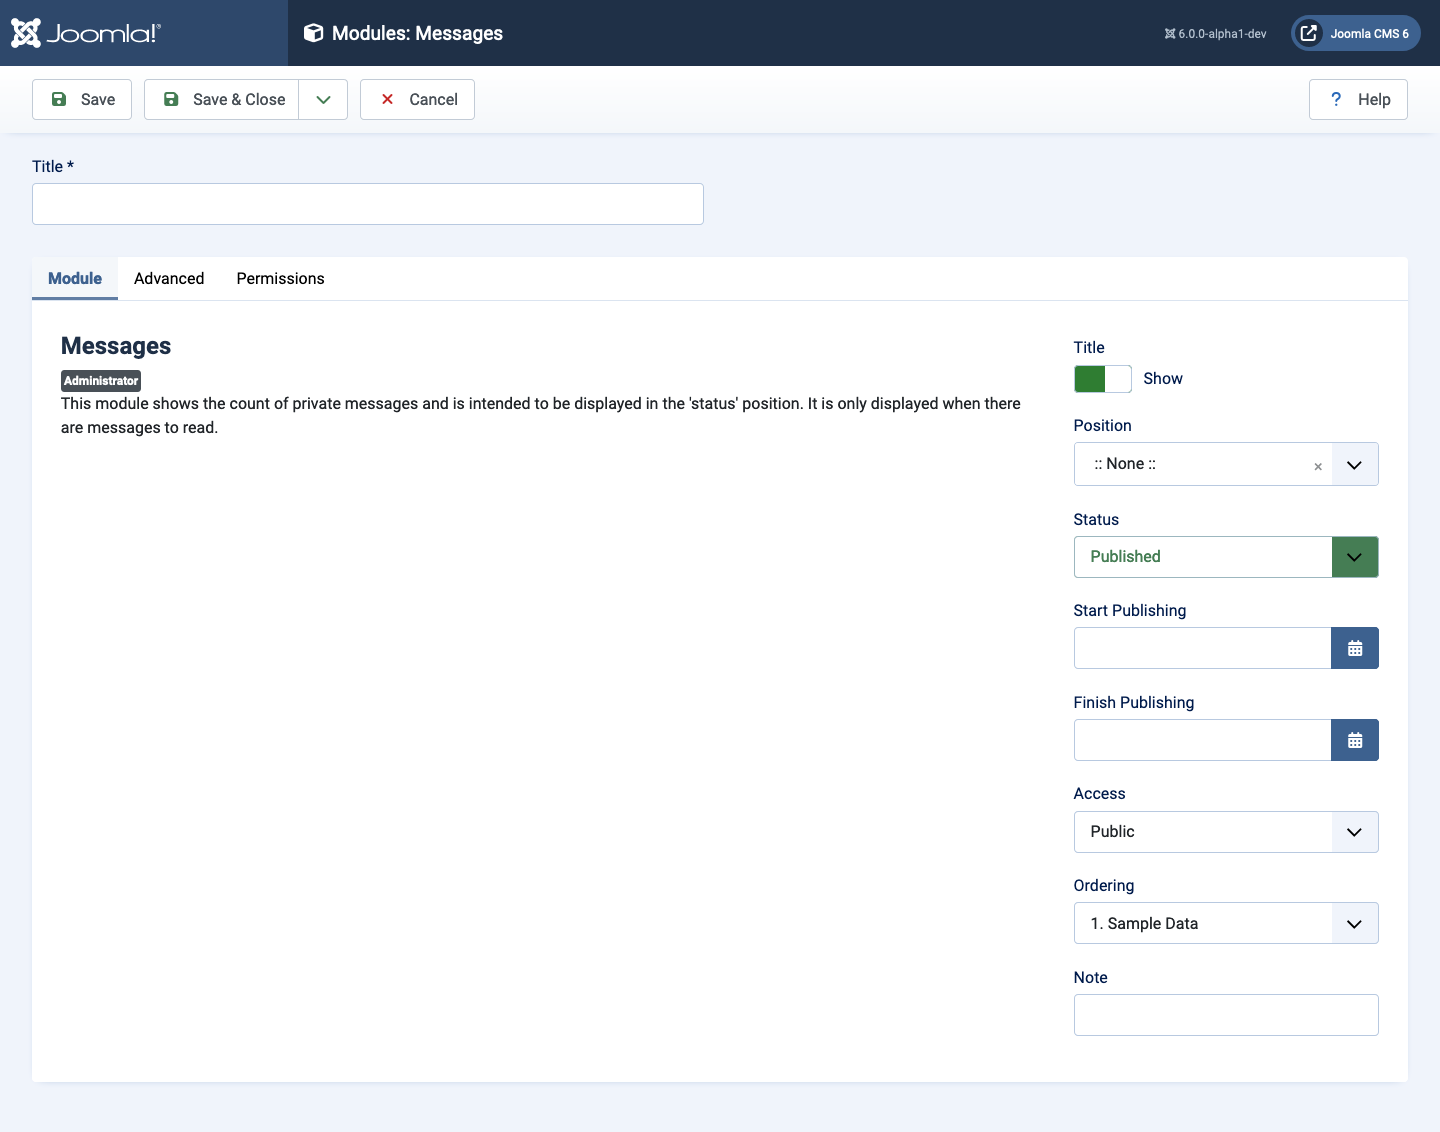 Joomla!®
Modules: Messages
6.0.0-alpha1-dev
Joomla CMS 6
Save
Save & Close
Cancel
? Help
Title *
Module
Advanced
Permissions
Messages
Administrator
This module shows the count of private messages and is intended to be displayed in the 'status' position. It is only displayed when there
are messages to read.
Title
Show
Position
:: None :: ×
Status
Published
Start Publishing
Finish Publishing
Access
Public
Ordering
1. Sample Data
Note